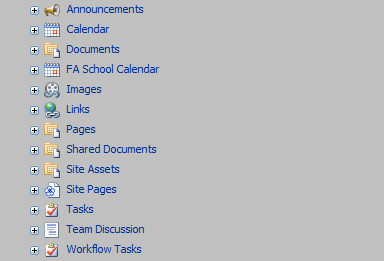 Announcements
Calendar
Documents
FA School Calendar
Images
Links
Pages
Shared Documents
Site Assets
Site Pages
Tasks
Team Discussion
Workflow Tasks